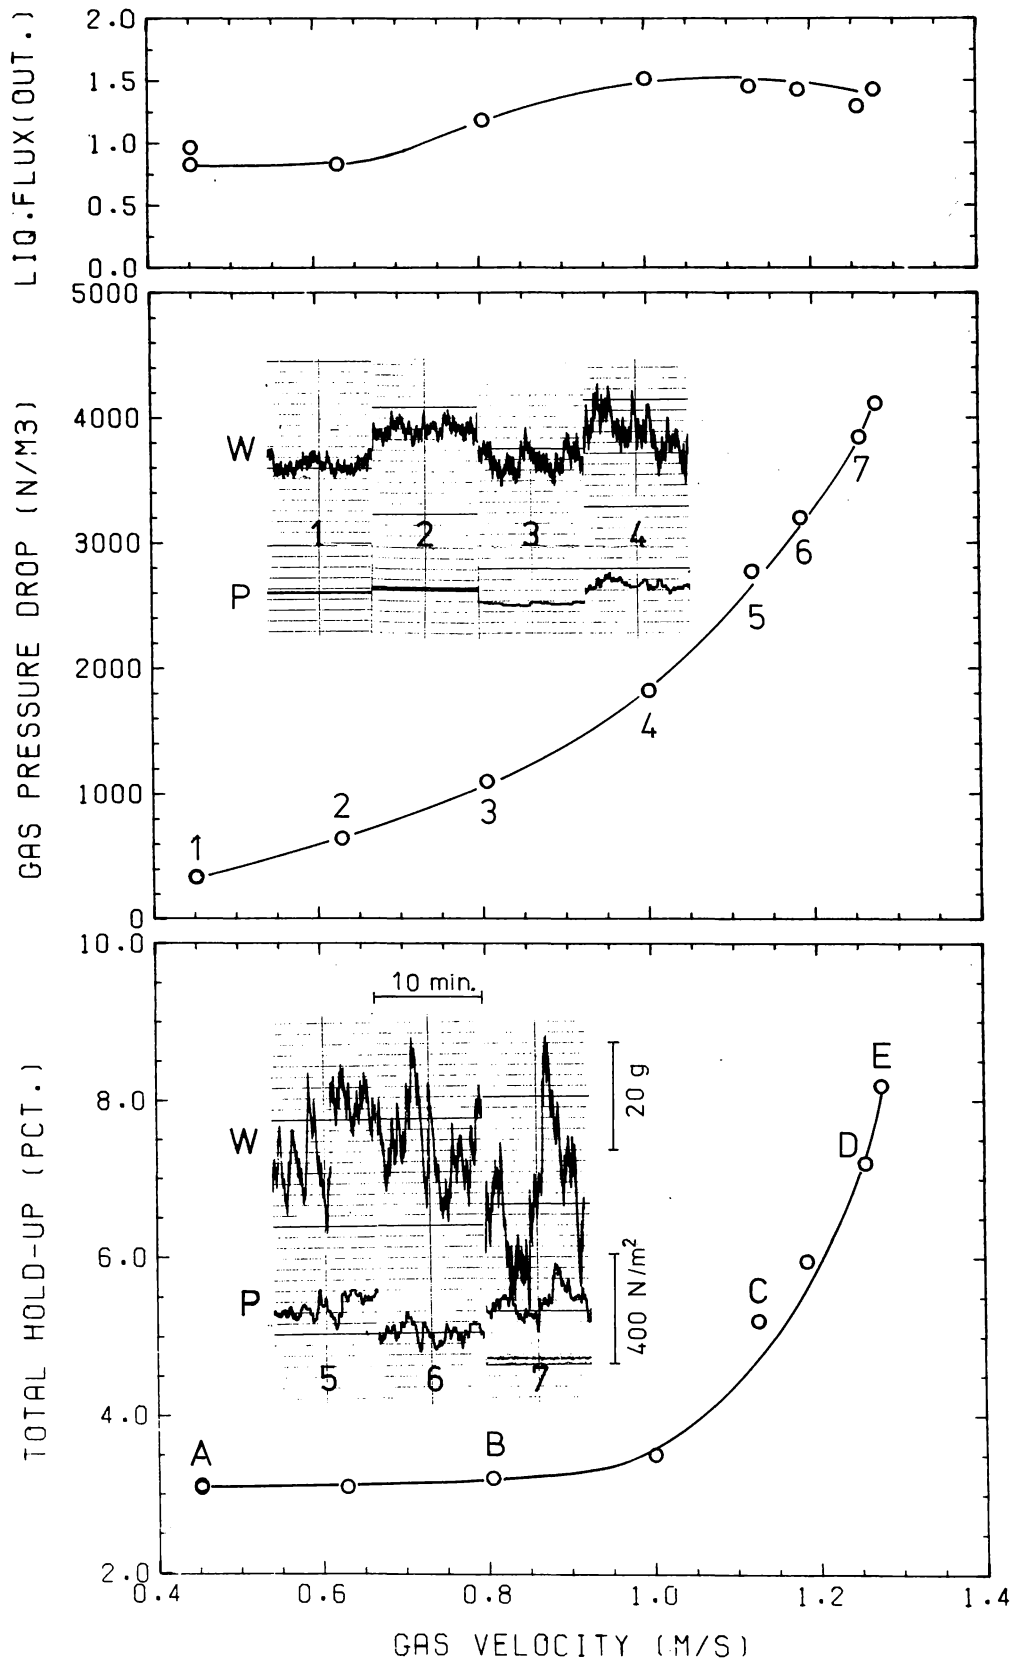 LIQ.FLUX(OUT.)
2.0
1.5
1.0
0.5
0.0
GAS PRESSURE DROP (N/M3)
5000
4000
3000
2000
1000
0
W
1 2 3 4
P
1
2
3
4
5
6
7
TOTAL HOLD-UP (PCT.)
10.0
8.0
6.0
4.0
2.0
10 min.
20 g
W
400 N/m²
P
5 6 7
A
B
C
D
E
0.4 0.6 0.8 1.0 1.2 1.4
GAS VELOCITY (M/S)